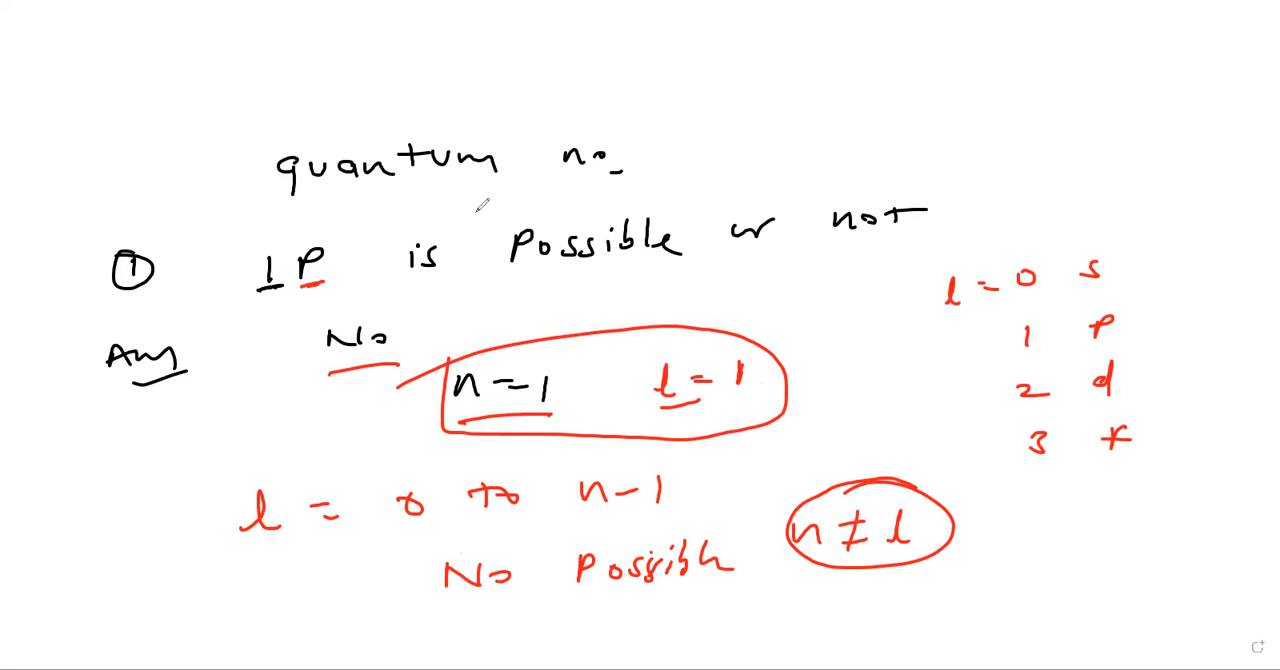 quantum no.
① 1P is possible or not
Ans No
n = 1 l = 1
l = 0 to n-1
No Possible n ≠ l
l = 0 s
1 p
2 d
3 f